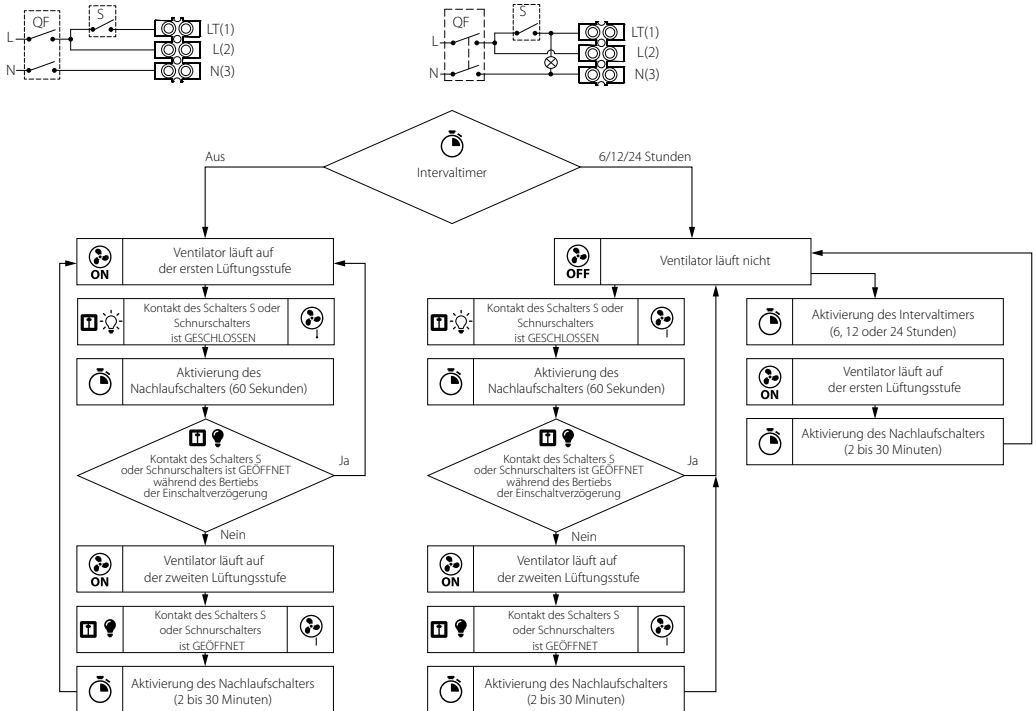 QF
S
LT(1)
L
L(2)
N
N(3)
QF
S
LT(1)
L
L(2)
N
N(3)
Intervaltimer
Aus
6/12/24 Stunden
ON
Ventilator läuft auf
der ersten Lüftungsstufe
Kontakt des Schalters S oder
Schnurschalters
ist GESCHLOSSEN
Aktivierung des
Nachlaufschalters (60 Sekunden)
Kontakt des Schalters S
oder Schnurschalters ist GEÖFFNET
während des Bertiebs
der Einschaltverzögerung
Ja
Nein
ON
Ventilator läuft auf
der zweiten Lüftungsstufe
Kontakt des Schalters S
oder Schnurschalters
ist GEÖFFNET
Aktivierung des Nachlaufschalters
(2 bis 30 Minuten)
OFF
Ventilator läuft nicht
Kontakt des Schalters S oder
Schnurschalters
ist GESCHLOSSEN
Aktivierung des
Nachlaufschalters (60 Sekunden)
Kontakt des Schalters S
oder Schnurschalters ist GEÖFFNET
während des Bertiebs
der Einschaltverzögerung
Ja
Nein
ON
Ventilator läuft auf
der zweiten Lüftungsstufe
Kontakt des Schalters S
oder Schnurschalters
ist GEÖFFNET
Aktivierung des Nachlaufschalters
(2 bis 30 Minuten)
Aktivierung des Intervaltimers
(6, 12 oder 24 Stunden)
ON
Ventilator läuft auf
der ersten Lüftungsstufe
Aktivierung des Nachlaufschalters
(2 bis 30 Minuten)